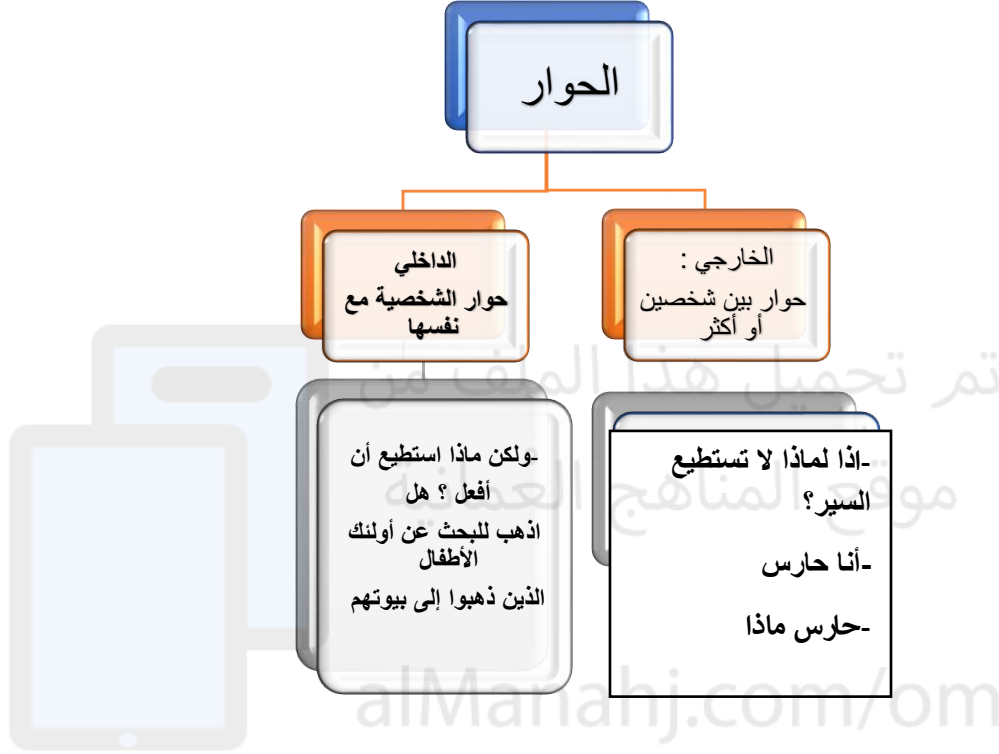 الحوار
الخارجي :
حوار بين شخصين
أو أكثر
الداخلي
حوار الشخصية مع
نفسها
-اذا لماذا لا تستطيع
السير؟
-أنا حارس
-حارس ماذا
-ولكن ماذا استطيع أن
أفعل ؟ هل
اذهب للبحث عن أولئك
الأطفال
الذين ذهبوا إلى بيوتهم
تم تحميل هذا الملف من
موقع المناهج العمانية
alManahj.com/om